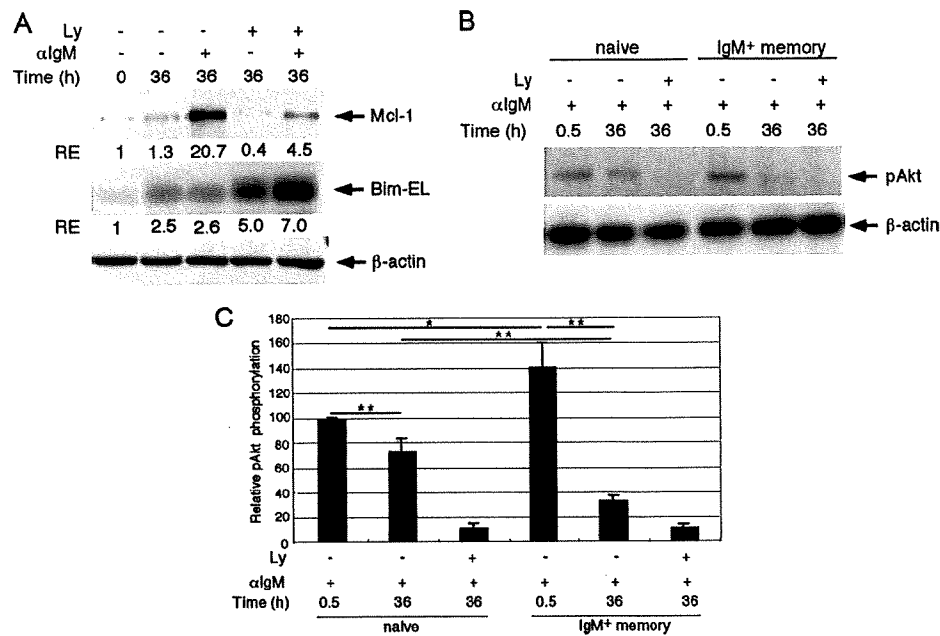 A
Ly - - - + +
αIgM - - + - +
Time (h) 0 36 36 36 36
Mcl-1
RE 1 1.3 20.7 0.4 4.5
Bim-EL
RE 1 2.5 2.6 5.0 7.0
β-actin
B
naive IgM+ memory
Ly - - + - - +
αIgM + + + + + +
Time (h) 0.5 36 36 0.5 36 36
pAkt
β-actin
C
Relative pAkt phosphorylation
180
160
140
120
100
80
60
40
20
0
* **
**
**
Ly - - + - - +
αIgM + + + + + +
Time (h) 0.5 36 36 0.5 36 36
naive IgM+ memory